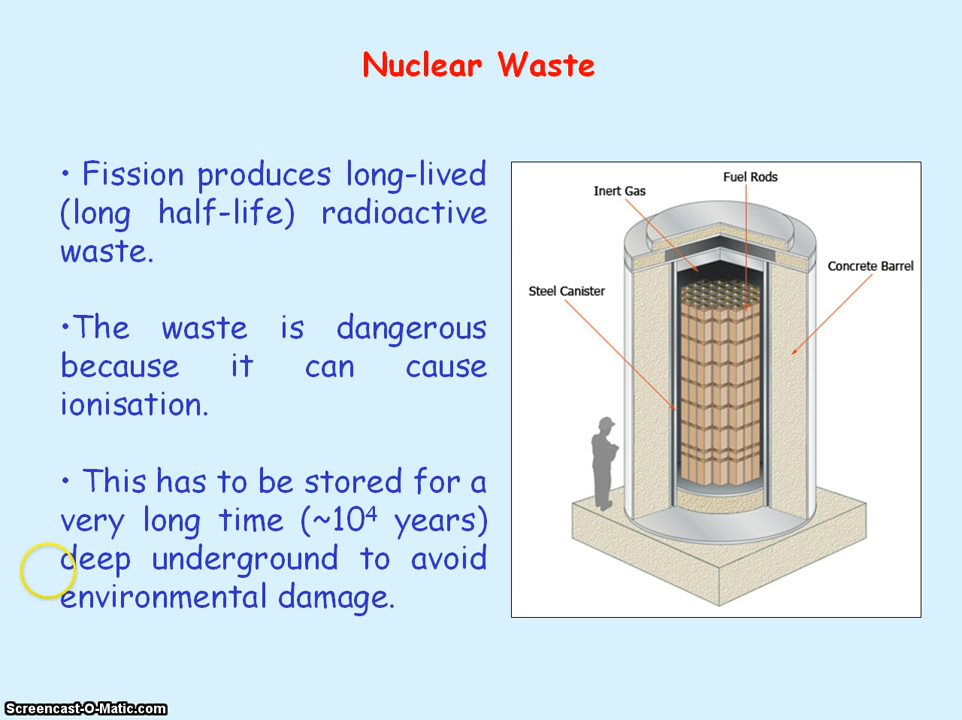 Nuclear Waste
• Fission produces long-lived
(long half-life) radioactive
waste.
•The waste is dangerous
because it can cause
ionisation.
• This has to be stored for a
very long time (~10⁴ years)
deep underground to avoid
environmental damage.
Fuel Rods
Inert Gas
Concrete Barrel
Steel Canister
Screencast-O-Matic.com